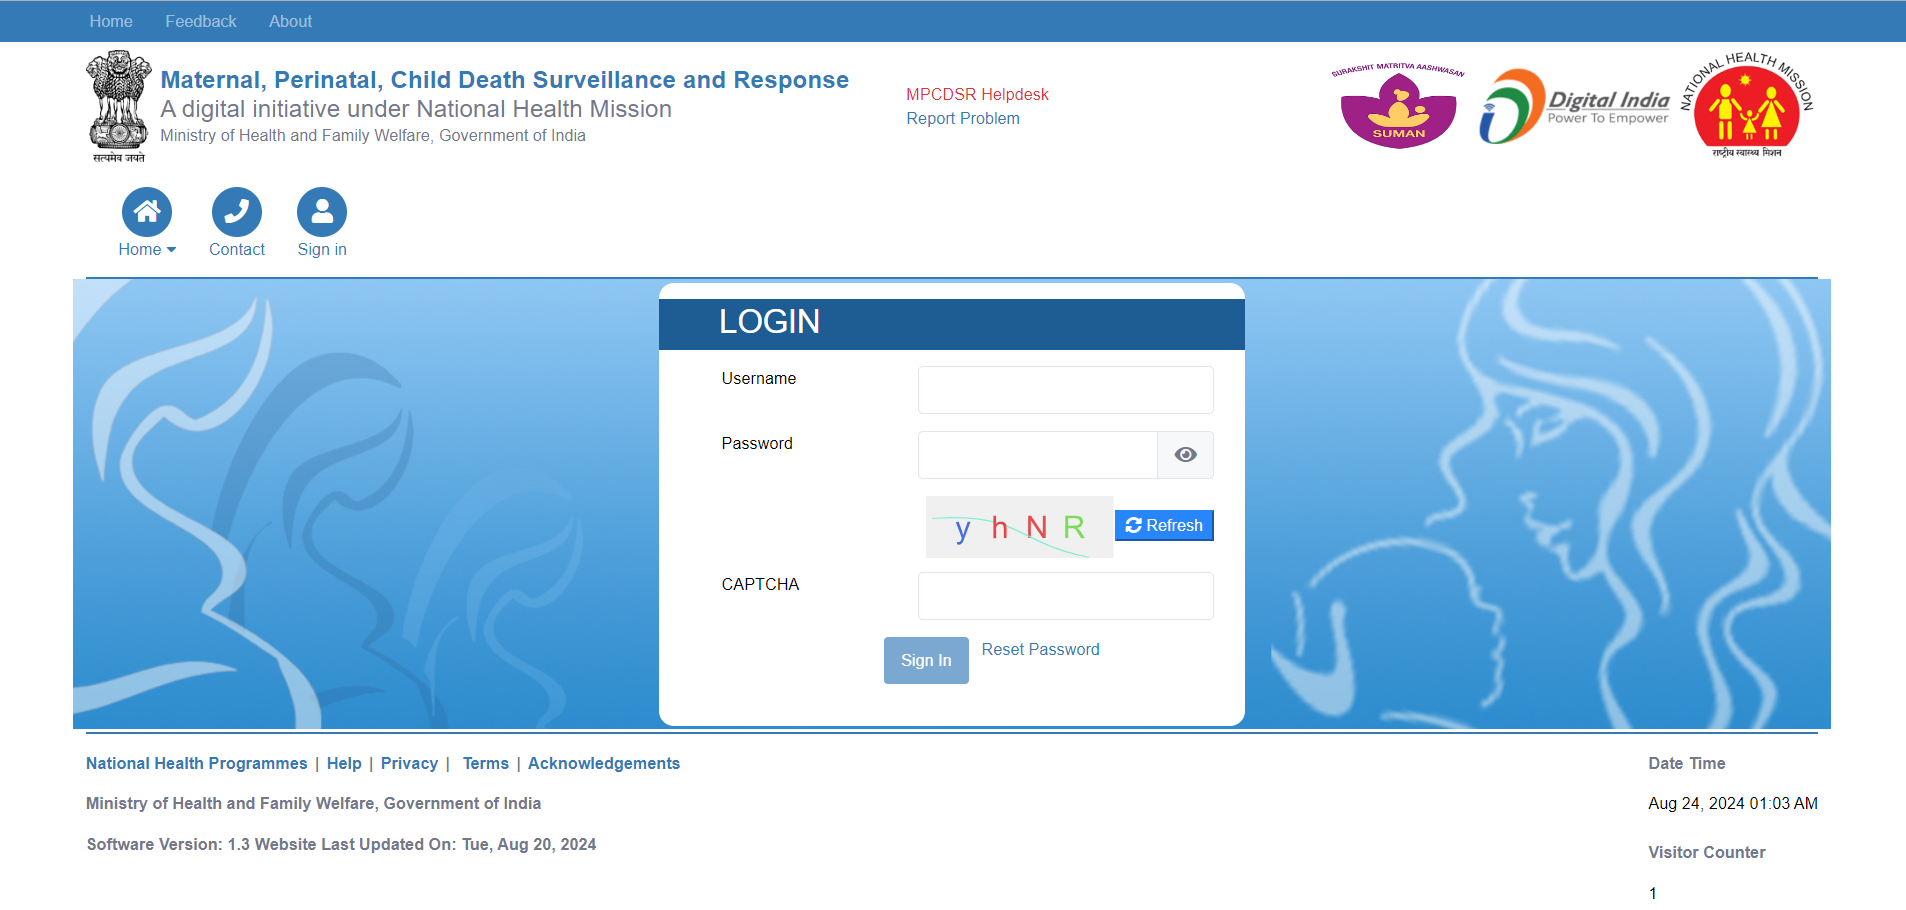 Home Feedback About
Maternal, Perinatal, Child Death Surveillance and Response
A digital initiative under National Health Mission
Ministry of Health and Family Welfare, Government of India
सत्यमेव जयते
MPCDSR Helpdesk
Report Problem
SURAKSHIT MATRITVA AASHWASAN
SUMAN
Digital India
Power To Empower
NATIONAL HEALTH MISSION
राष्ट्रीय स्वास्थ्य मिशन
Home Contact Sign in
LOGIN
Username
Password
y h N R Refresh
CAPTCHA
Sign In Reset Password
National Health Programmes | Help | Privacy | Terms | Acknowledgements
Ministry of Health and Family Welfare, Government of India
Software Version: 1.3 Website Last Updated On: Tue, Aug 20, 2024
Date Time
Aug 24, 2024 01:03 AM
Visitor Counter
1